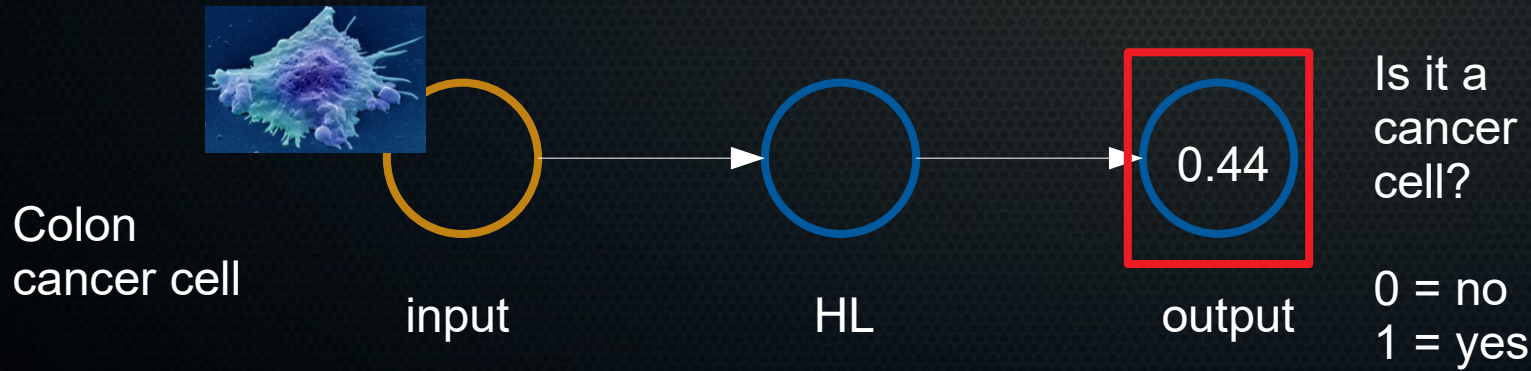 Colon
cancer cell
input
HL
0.44
output
Is it a
cancer
cell?
0 = no
1 = yes